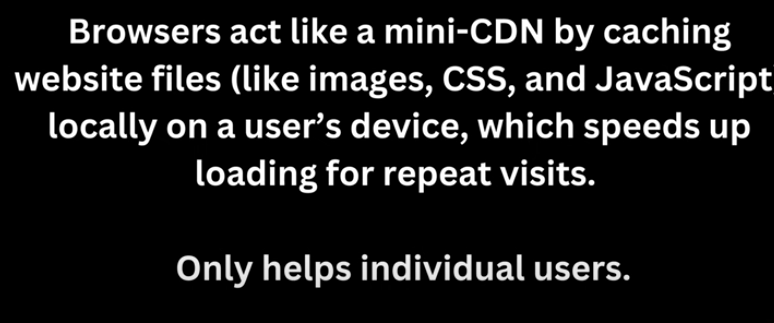 Browsers act like a mini-CDN by caching
website files (like images, CSS, and JavaScript)
locally on a user’s device, which speeds up
loading for repeat visits.
Only helps individual users.